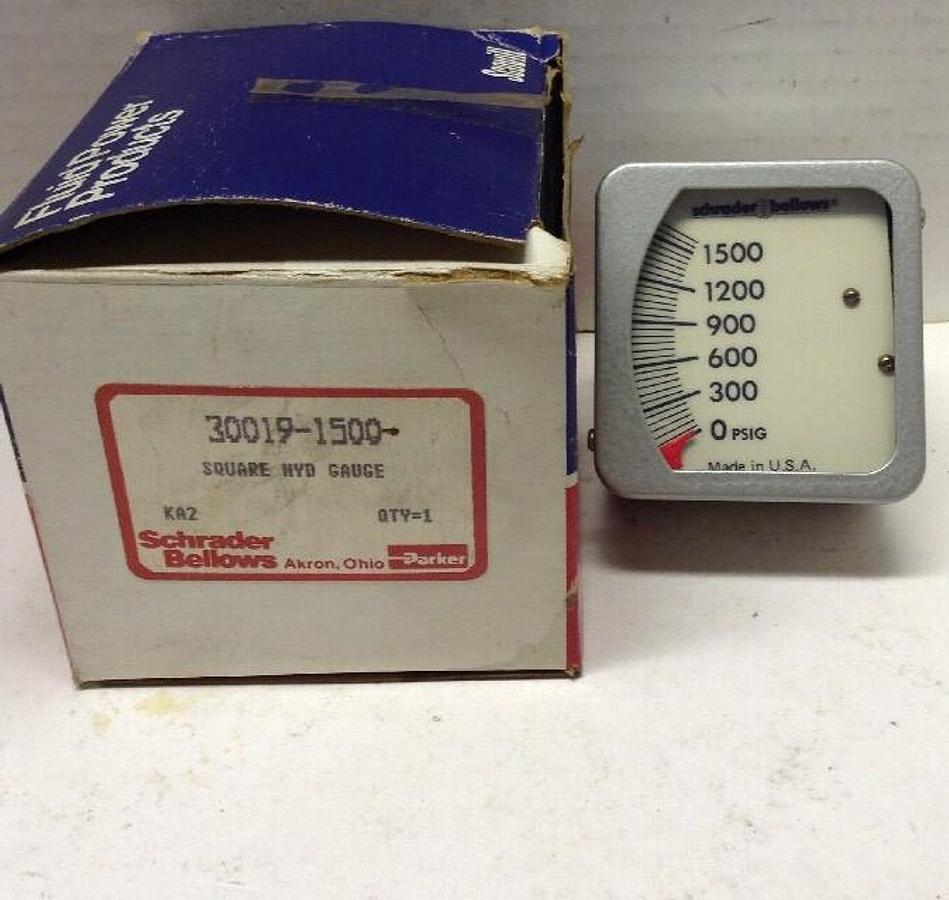 Fluid Power
Products
30019-1500
SQUARE HYD GAUGE
KA2 QTY=1
Schrader
Bellows Akron, Ohio Parker
schrader bellows®
1500
1200
900
600
300
0 PSIG
Made in U.S.A.